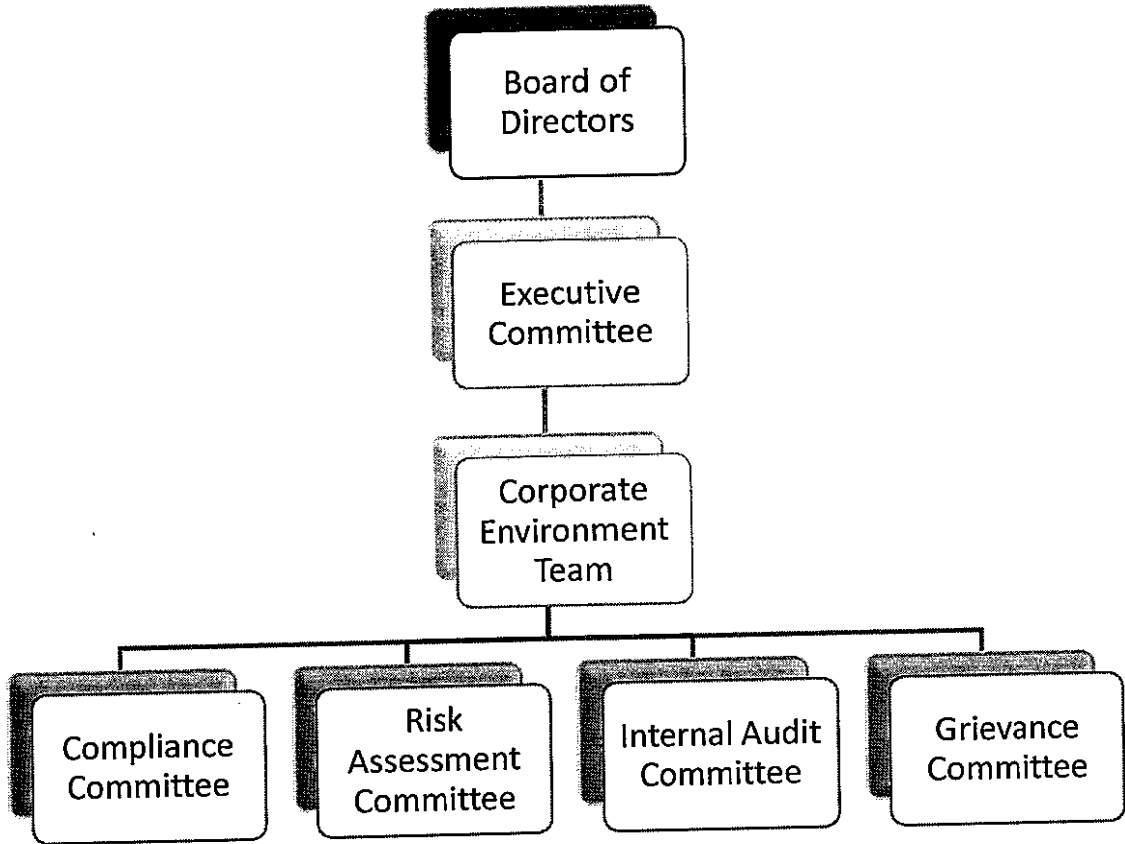 Board of
Directors
Executive
Committee
Corporate
Environment
Team
Compliance
Committee
Risk
Assessment
Committee
Internal Audit
Committee
Grievance
Committee